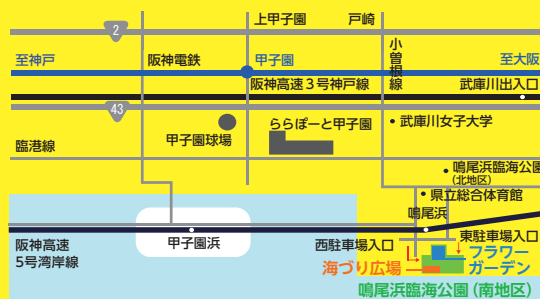 2
上甲子園
戸崎
小曽根線
至神戸
阪神電鉄
甲子園
至大阪
阪神高速3号神戸線
武庫川出入口
43
甲子園球場
ららぽーと甲子園
武庫川女子大学
臨港線
鳴尾浜臨海公園
(北地区)
県立総合体育館
鳴尾浜
阪神高速
5号湾岸線
甲子園浜
西駐車場入口
東駐車場入口
海づり広場
フラワー
ガーデン
鳴尾浜臨海公園(南地区)